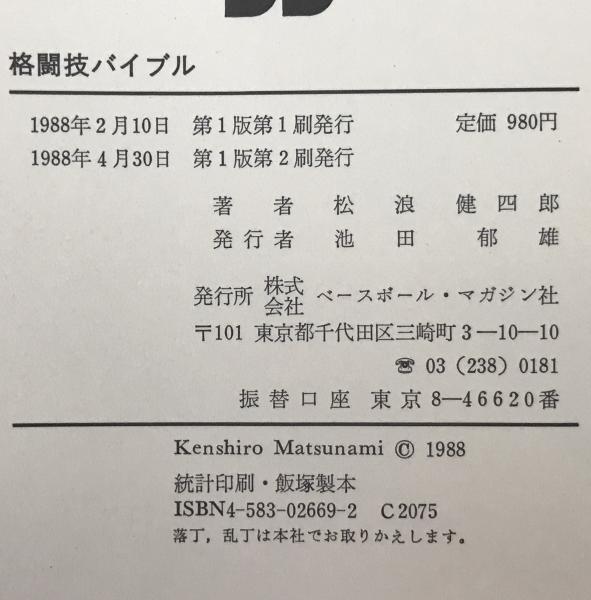 格闘技バイブル
1988年2月10日 第1版第1刷発行 定価 980円
1988年4月30日 第1版第2刷発行
著者 松浪健四郎
発行者 池田郁雄
発行所 株式会社 ベースボール・マガジン社
〒101 東京都千代田区三崎町3―10―10
☎ 03（238）0181
振替口座 東京8―46620番
Kenshiro Matsunami © 1988
統計印刷・飯塚製本
ISBN4-583-02669-2 C2075
落丁，乱丁は本社でお取りかえします。